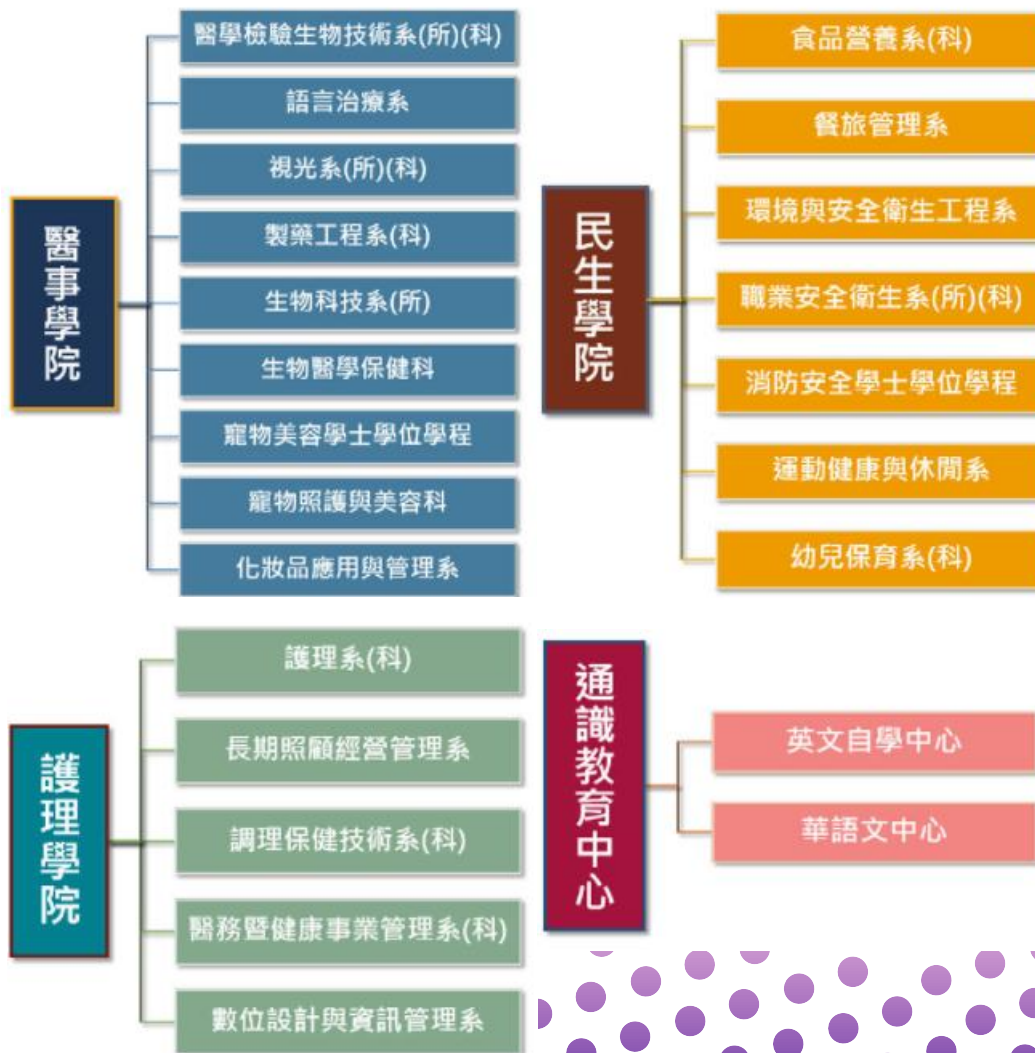 醫事學院
醫學檢驗生物技術系(所)(科)
語言治療系
視光系(所)(科)
製藥工程系(科)
生物科技系(所)
生物醫學保健科
寵物美容學士學位學程
寵物照護與美容科
化妝品應用與管理系
民生學院
食品營養系(科)
餐旅管理系
環境與安全衛生工程系
職業安全衛生系(所)(科)
消防安全學士學位學程
運動健康與休閒系
幼兒保育系(科)
護理學院
護理系(科)
長期照顧經營管理系
調理保健技術系(科)
醫務暨健康事業管理系(科)
數位設計與資訊管理系
通識教育中心
英文自學中心
華語文中心